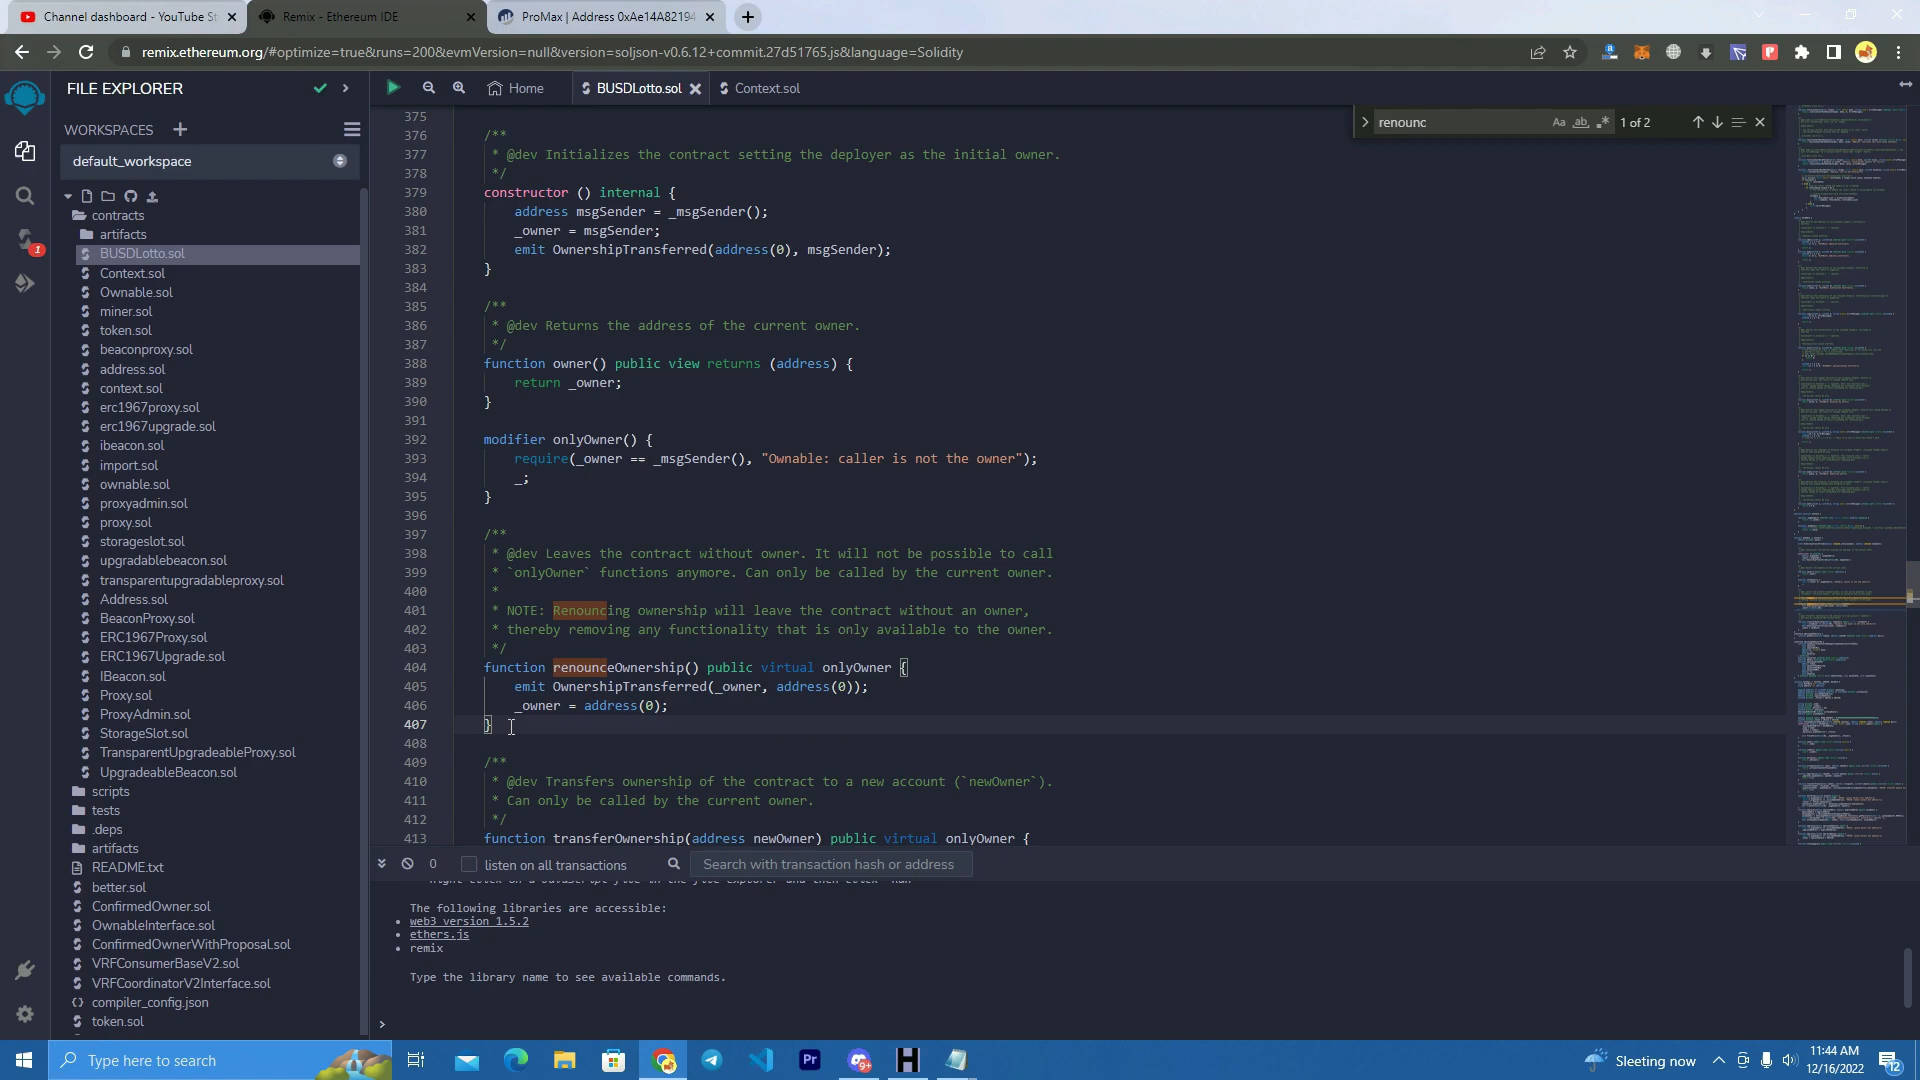 Channel dashboard - YouTube St
Remix - Ethereum IDE
ProMax | Address 0xAe14A82194
remix.ethereum.org/#optimize=true&runs=200&evmVersion=null&version=soljson-v0.6.12+commit.27d51765.js&language=Solidity
FILE EXPLORER
Home
BUSDLotto.sol
Context.sol
WORKSPACES
default_workspace
contracts
artifacts
BUSDLotto.sol
Context.sol
Ownable.sol
miner.sol
token.sol
beaconproxy.sol
address.sol
context.sol
erc1967proxy.sol
erc1967upgrade.sol
ibeacon.sol
import.sol
ownable.sol
proxyadmin.sol
proxy.sol
storageslot.sol
upgradablebeacon.sol
transparentupgradeableproxy.sol
Address.sol
BeaconProxy.sol
ERC1967Proxy.sol
ERC1967Upgrade.sol
IBeacon.sol
Proxy.sol
ProxyAdmin.sol
StorageSlot.sol
TransparentUpgradeableProxy.sol
UpgradeableBeacon.sol
scripts
tests
.deps
artifacts
README.txt
better.sol
ConfirmedOwner.sol
OwnableInterface.sol
ConfirmedOwnerWithProposal.sol
VRFConsumerBaseV2.sol
VRFCoordinatorV2Interface.sol
compiler_config.json
token.sol
1
renounc
Aa
ab
1 of 2
375
376 /**
377 * @dev Initializes the contract setting the deployer as the initial owner.
378 */
379 constructor () internal {
380 address msgSender = _msgSender();
381 _owner = msgSender;
382 emit OwnershipTransferred(address(0), msgSender);
383 }
384
385 /**
386 * @dev Returns the address of the current owner.
387 */
388 function owner() public view returns (address) {
389 return _owner;
390 }
391
392 modifier onlyOwner() {
393 require(_owner == _msgSender(), "Ownable: caller is not the owner");
394 _;
395 }
396
397 /**
398 * @dev Leaves the contract without owner. It will not be possible to call
399 * `onlyOwner` functions anymore. Can only be called by the current owner.
400 *
401 * NOTE: Renouncing ownership will leave the contract without an owner,
402 * thereby removing any functionality that is only available to the owner.
403 */
404 function renounceOwnership() public virtual onlyOwner {
405 emit OwnershipTransferred(_owner, address(0));
406 _owner = address(0);
407 }
408
409 /**
410 * @dev Transfers ownership of the contract to a new account (`newOwner`).
411 * Can only be called by the current owner.
412 */
413 function transferOwnership(address newOwner) public virtual onlyOwner {
0
listen on all transactions
Search with transaction hash or address
The following libraries are accessible:
• web3 version 1.5.2
• ethers.js
• remix
Type the library name to see available commands.
>
Type here to search
Pr
9+
H
Sleeting now
11:44 AM
12/16/2022
12